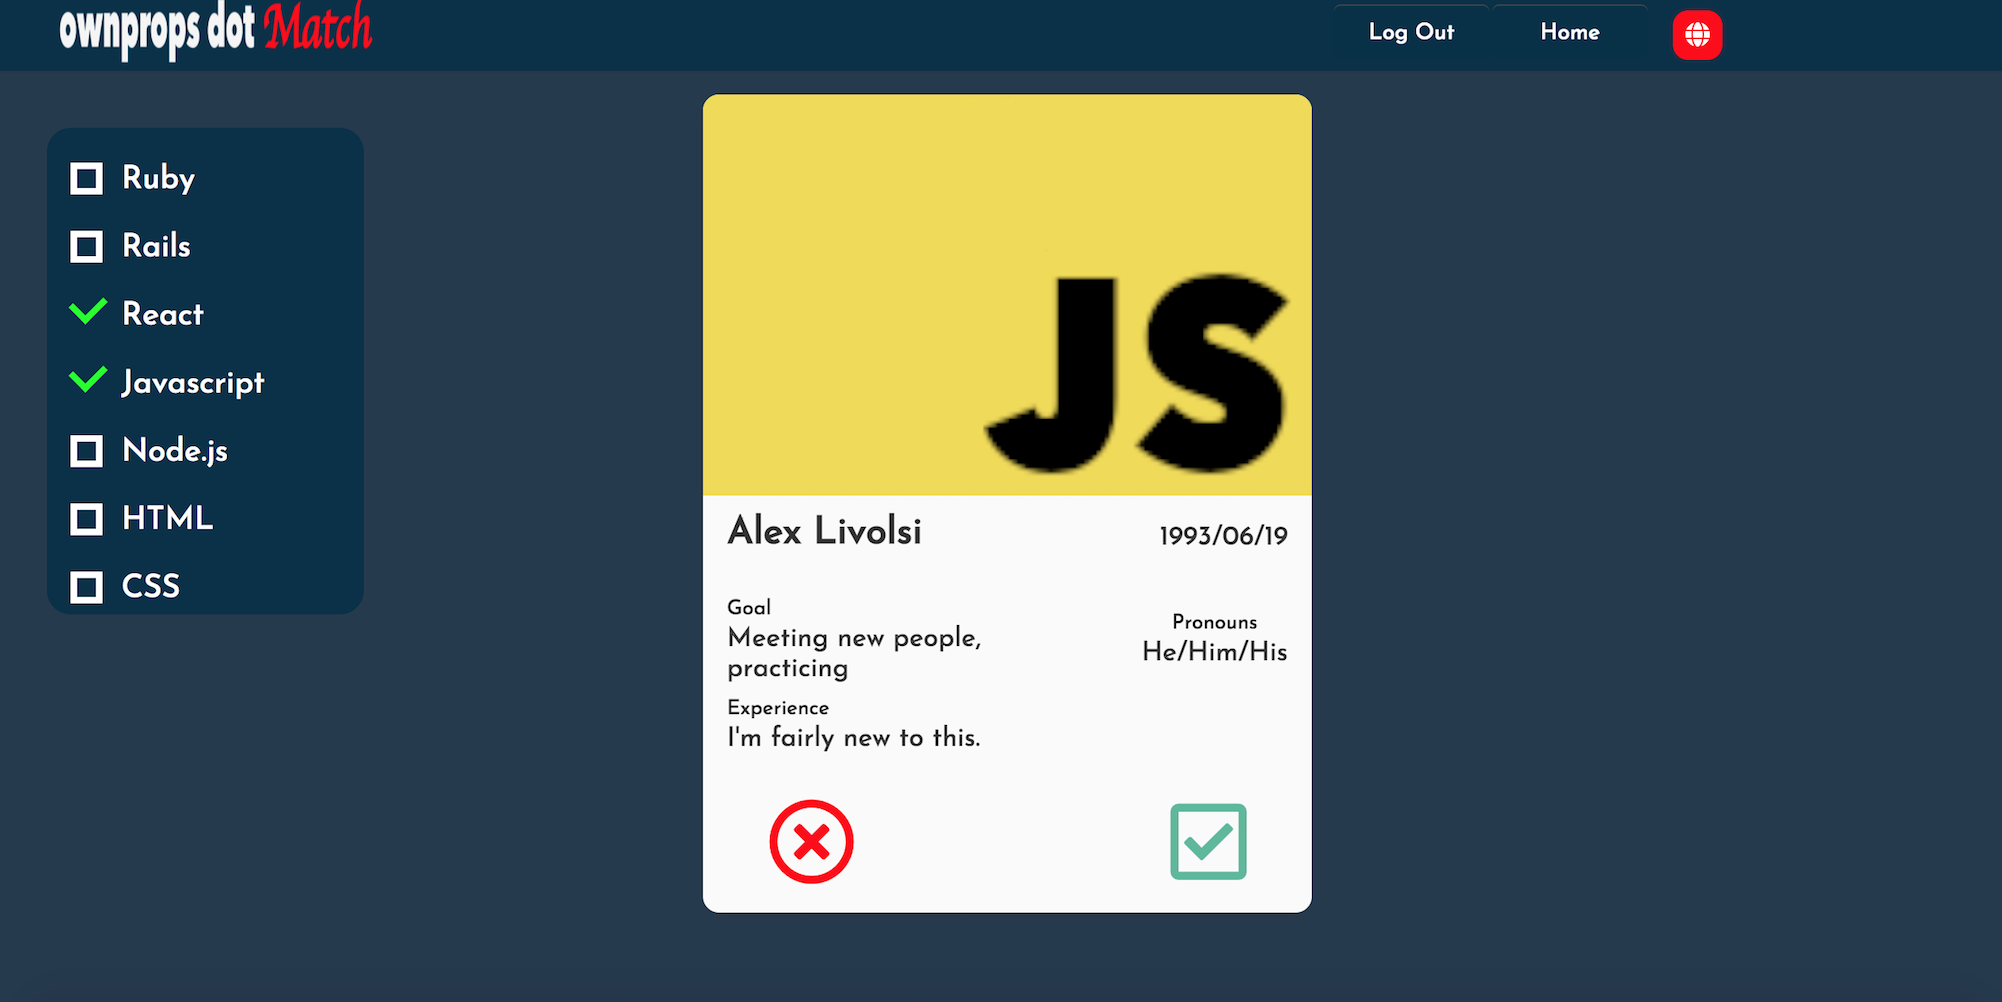 ownprops dot Match
Log Out
Home
Ruby
Rails
React
Javascript
Node.js
HTML
CSS
JS
Alex Livolsi
1993/06/19
Goal
Meeting new people,
practicing
Pronouns
He/Him/His
Experience
I'm fairly new to this.